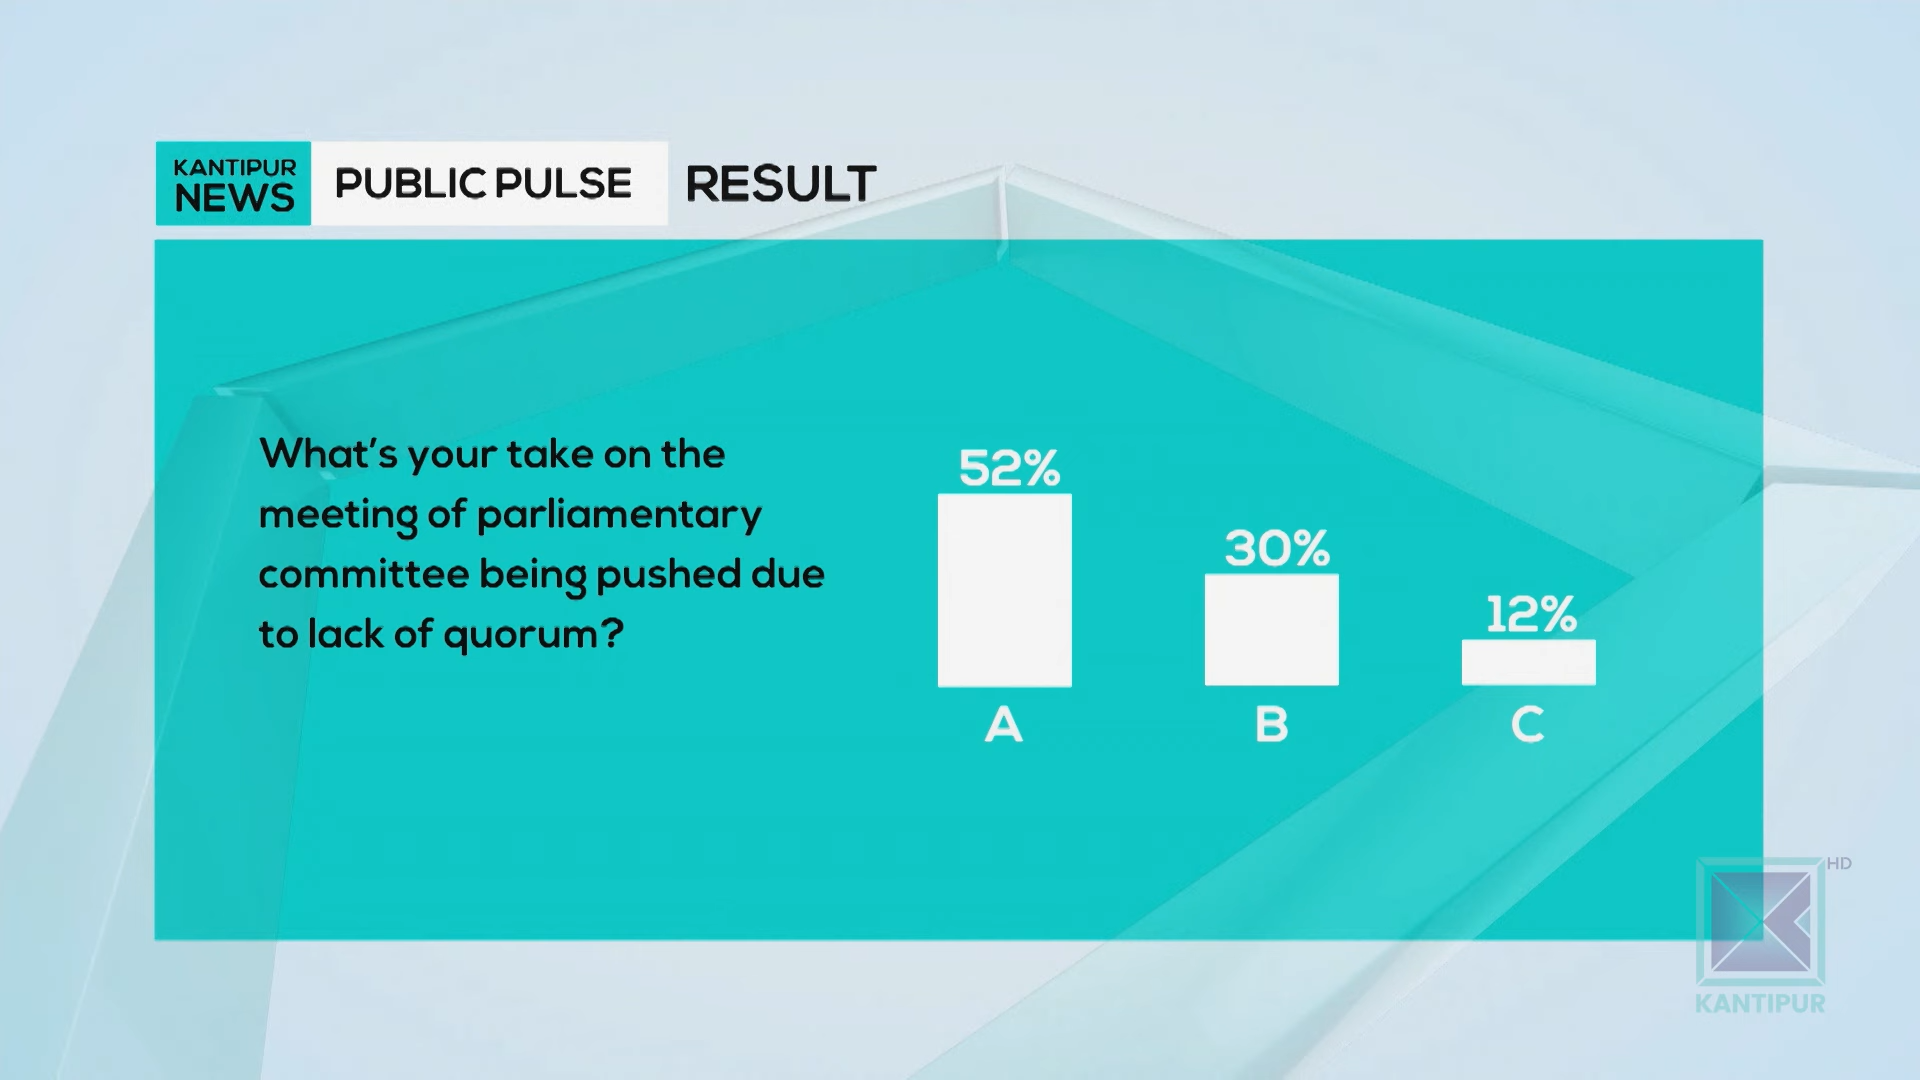 KANTIPUR
NEWS
PUBLIC PULSE
RESULT
What's your take on the
meeting of parliamentary
committee being pushed due
to lack of quorum?
52%
30%
12%
A
B
C
HD
KANTIPUR